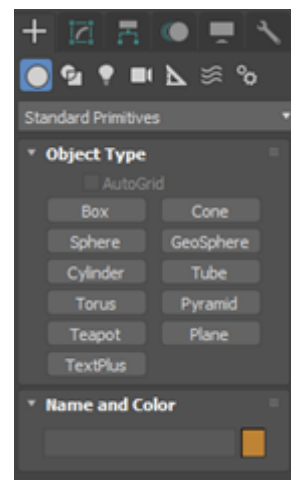 Standard Primitives
Object Type
AutoGrid
Box Cone
Sphere GeoSphere
Cylinder Tube
Torus Pyramid
Teapot Plane
TextPlus
Name and Color